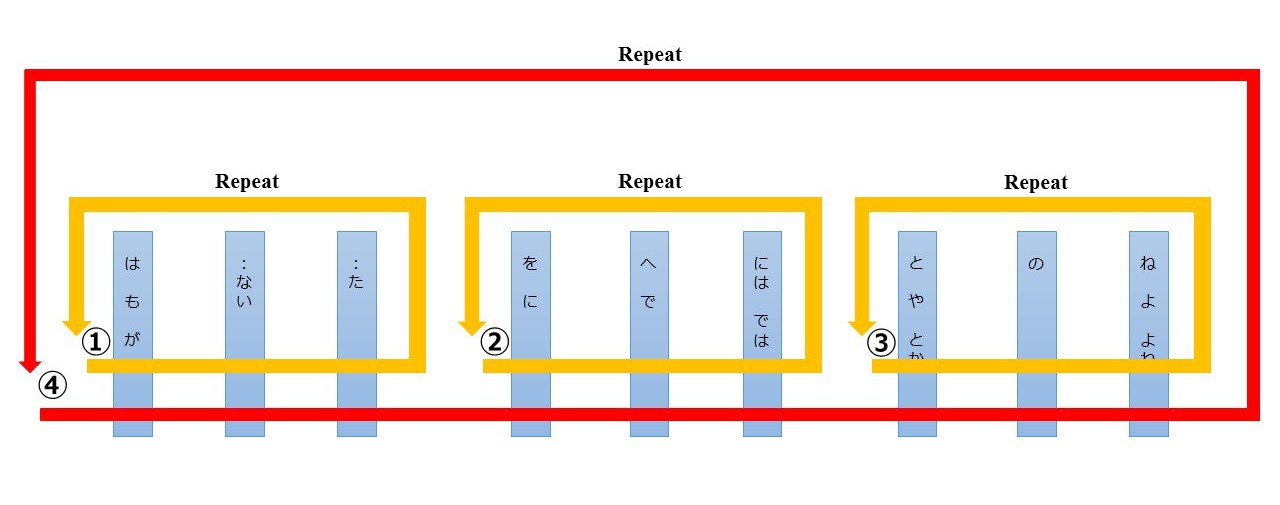 Repeat
Repeat
Repeat
Repeat
は も が
:ない
:た
を に
へ で
には では
と や とか
の
ね よ よね
①
②
③
④